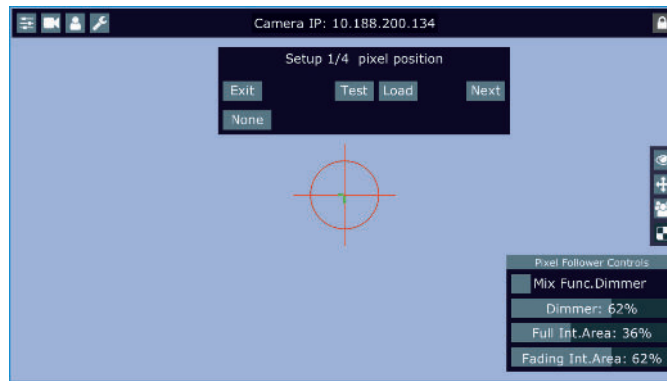 Camera IP: 10.188.200.134
Setup 1/4 pixel position
Exit Test Load Next
None
Pixel Follower Controls
Mix Func.Dimmer
Dimmer: 62%
Full Int.Area: 36%
Fading Int.Area: 62%